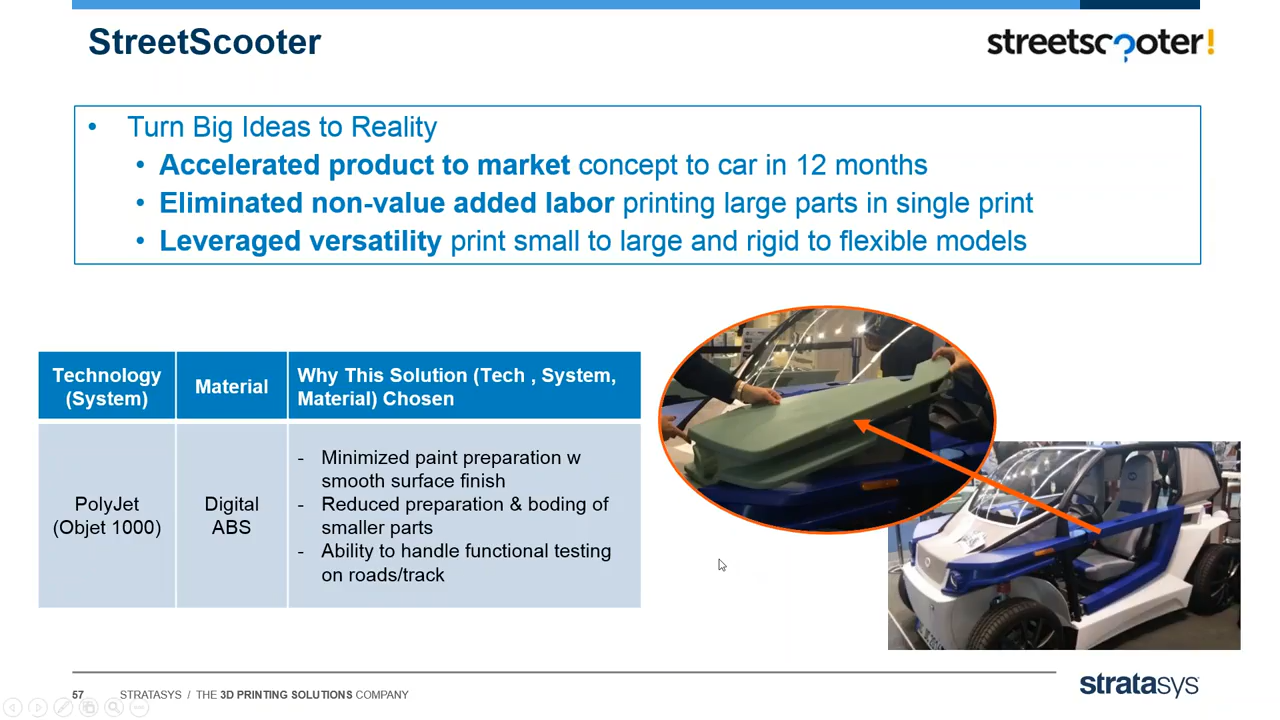 StreetScooter
streetscooter!
• Turn Big Ideas to Reality
• Accelerated product to market concept to car in 12 months
• Eliminated non-value added labor printing large parts in single print
• Leveraged versatility print small to large and rigid to flexible models
Technology
(System)
Material
Why This Solution (Tech , System,
Material) Chosen
PolyJet
(Objet 1000)
Digital
ABS
- Minimized paint preparation w
smooth surface finish
- Reduced preparation & boding of
smaller parts
- Ability to handle functional testing
on roads/track
57 STRATASYS / THE 3D PRINTING SOLUTIONS COMPANY
stratasys